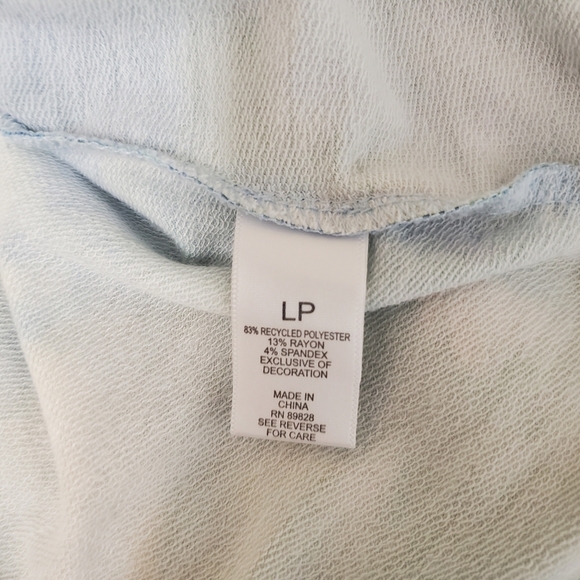 LP
83% RECYCLED POLYESTER
13% RAYON
4% SPANDEX
EXCLUSIVE OF
DECORATION
MADE IN
CHINA
RN 89828
SEE REVERSE
FOR CARE